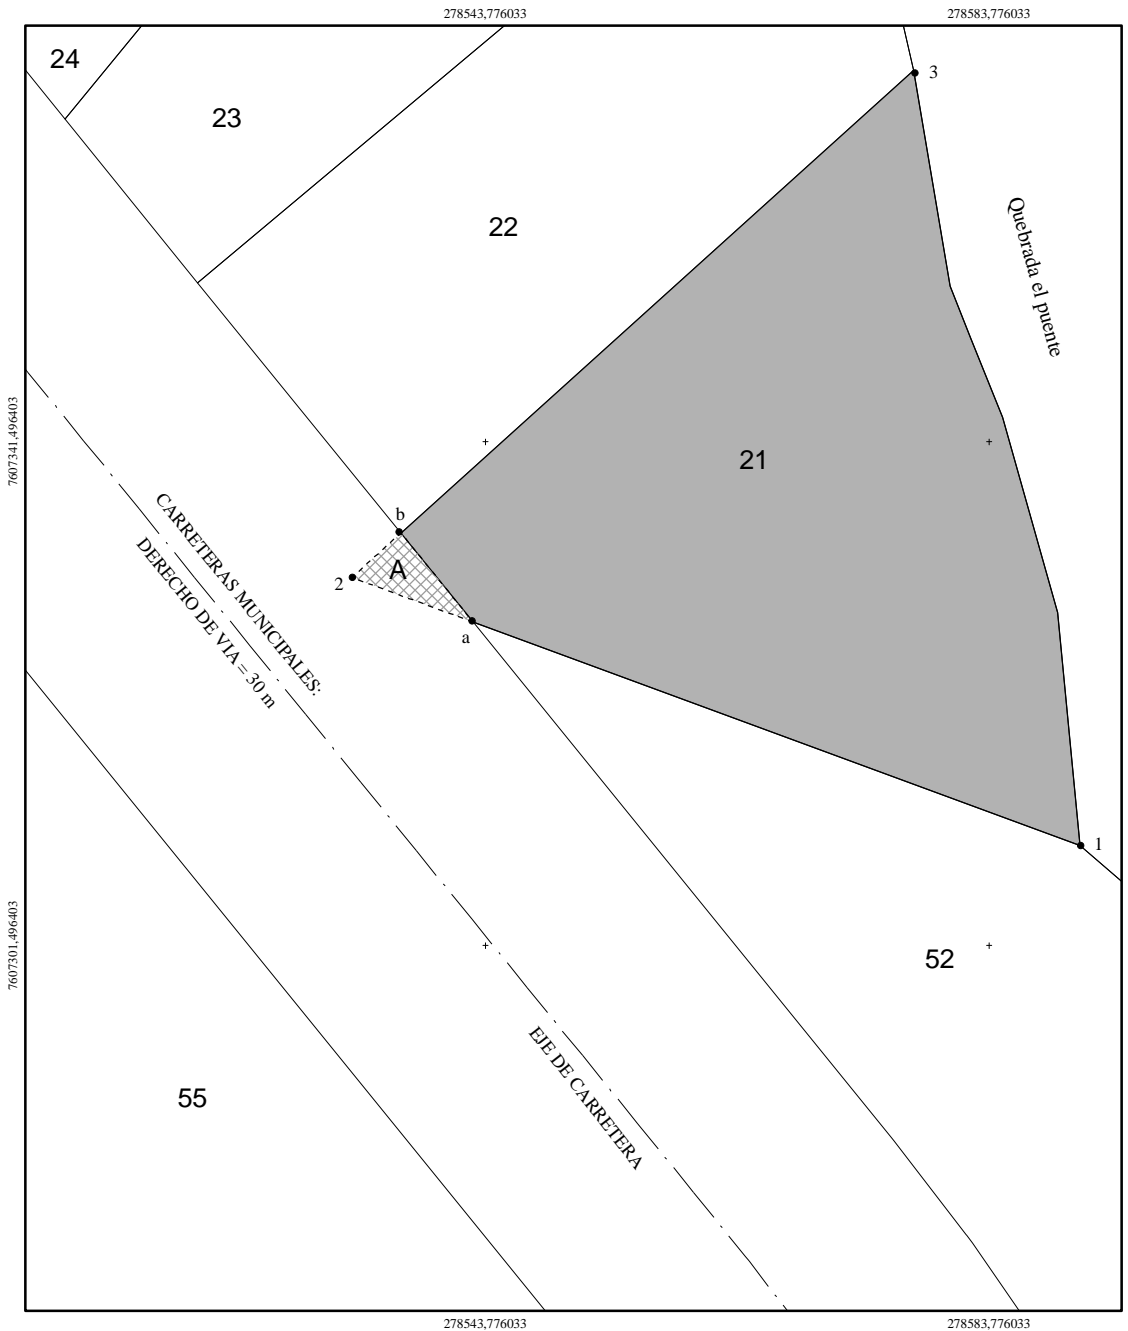 278543,776033
278583,776033
24
3
23
22
Quebrada el puente
7607341,496403
21
b
CARRETERAS MUNICIPALES:
DERECHO DE VIA = 30 m
A
2
a
1
7607301,496403
52
EJE DE CARRETERA
55
278543,776033
278583,776033